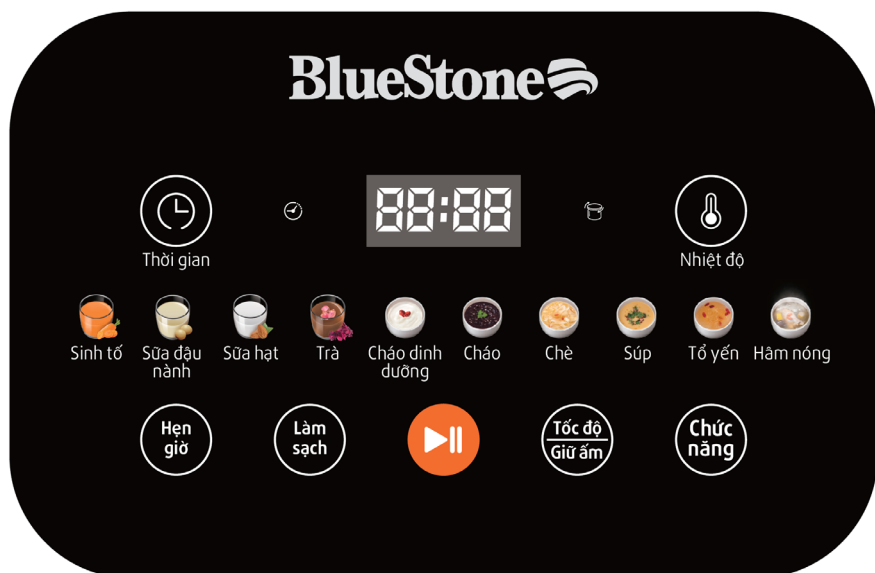 BlueStone
88:88
Thời gian
Nhiệt độ
Sinh tố
Sữa đậu
nành
Sữa hạt
Trà
Cháo dinh
dưỡng
Cháo
Chè
Súp
Tổ yến
Hâm nóng
Hẹn
giờ
Làm
sạch
Tốc độ
Giữ ấm
Chức
năng